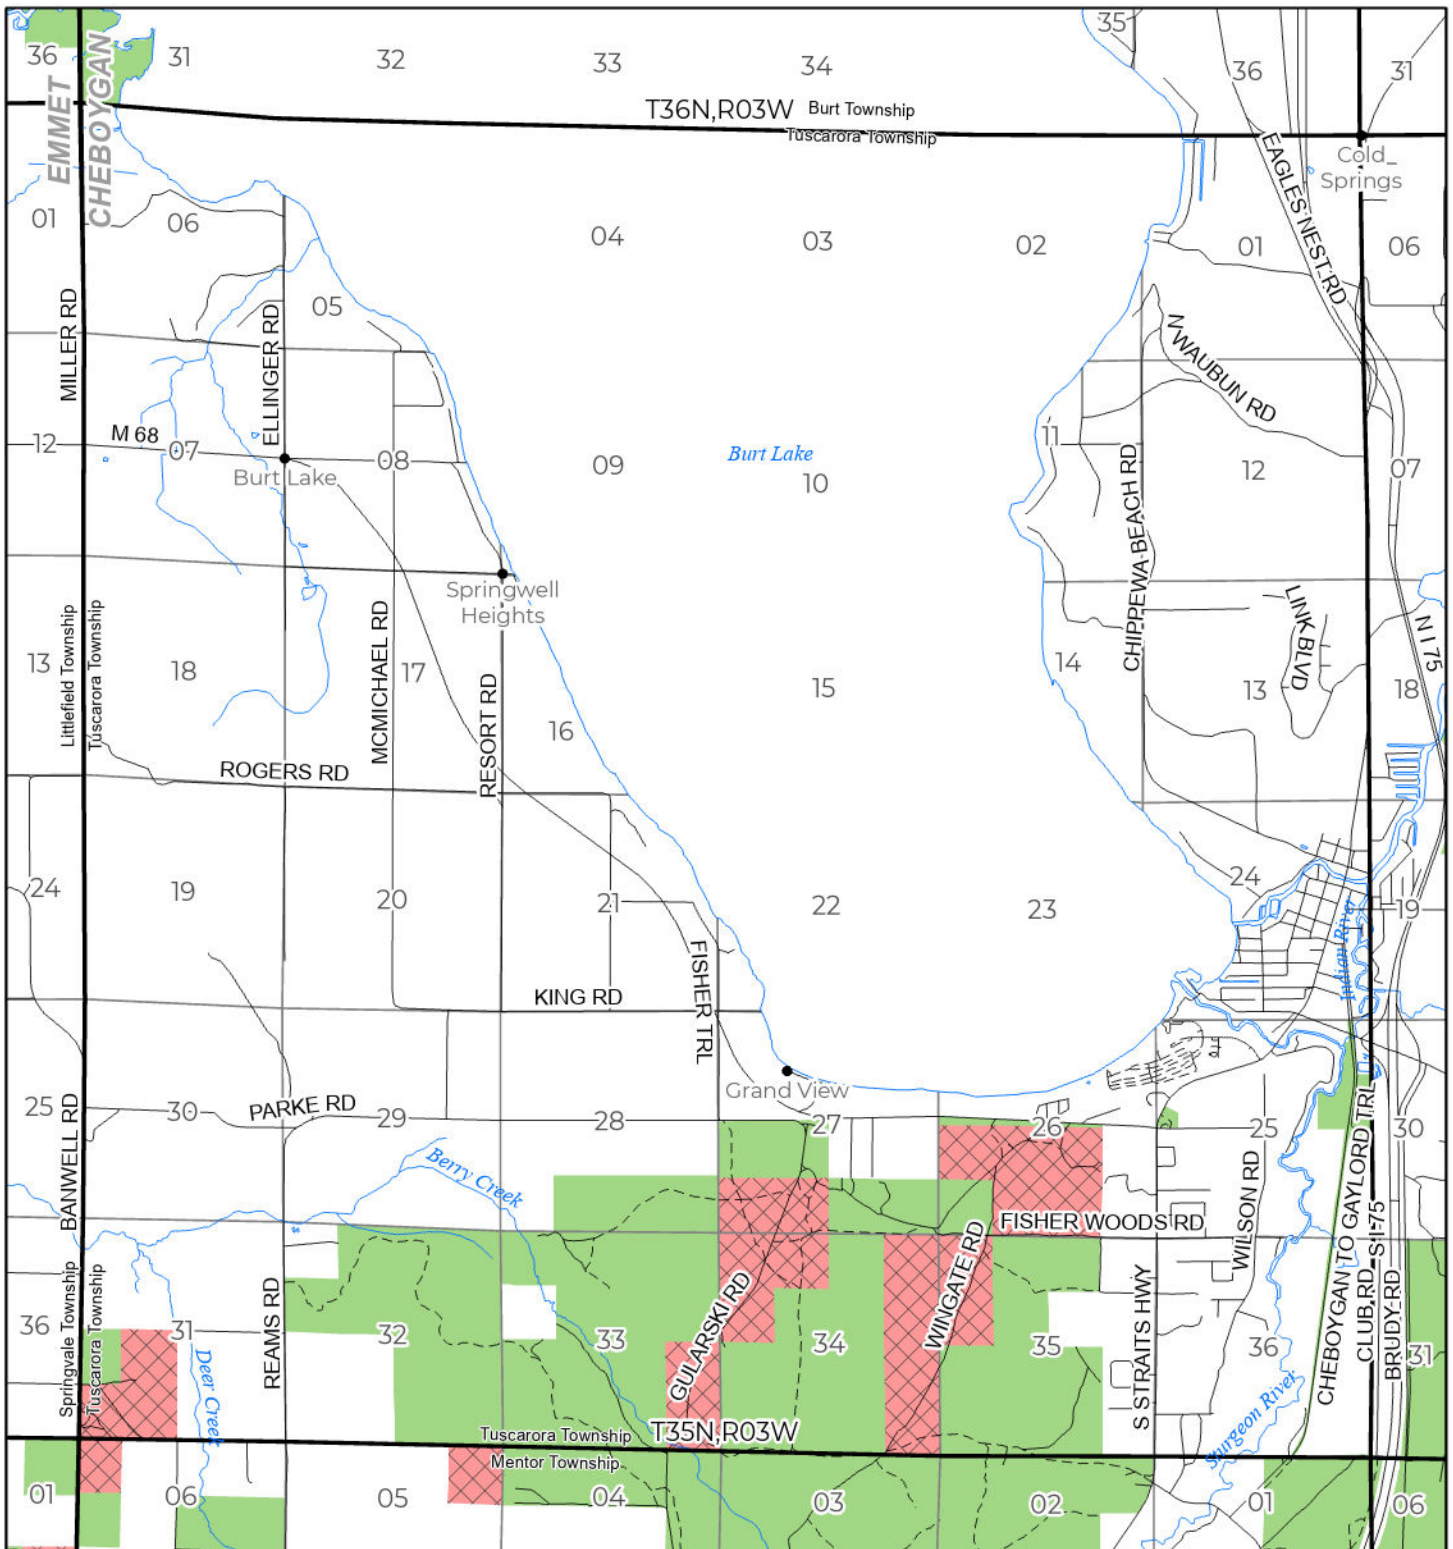 35
36
31
32
33
34
36
31
T36N,R03W
Burt Township
Tuscarora Township
EMMET
CHEBOYGAN
Cold_
Springs
EAGLES NEST RD
01
06
04
03
02
01
06
05
MILLER RD
ELLINGER RD
N WAUBUN RD
12
M 68
07
08
09
Burt Lake
10
11
12
07
Burt Lake
CHIPPEWA BEACH RD
Springwell
Heights
LINK BLVD
N I 75
Littlefield Township
Tuscarora Township
13
18
MCMICHAEL RD
17
RESORT RD
16
15
14
13
18
ROGERS RD
24
19
20
21
22
23
24
19
Indian River
FISHER TRL
KING RD
Grand View
25
30
PARKE RD
29
28
27
26
25
30
BANWELL RD
Berry Creek
FISHER WOODS RD
WILSON RD
CHEBOYGAN TO GAYLORD TRL
S I-75
CLUB RD
BRUDY RD
Springvale Township
Tuscarora Township
REAMS RD
GULARSKI RD
WINGATE RD
S STRAITS HWY
36
31
32
33
34
35
36
31
Deer Creek
Sturgeon River
T35N,R03W
Tuscarora Township
Mentor Township
01
06
05
04
03
02
01
06